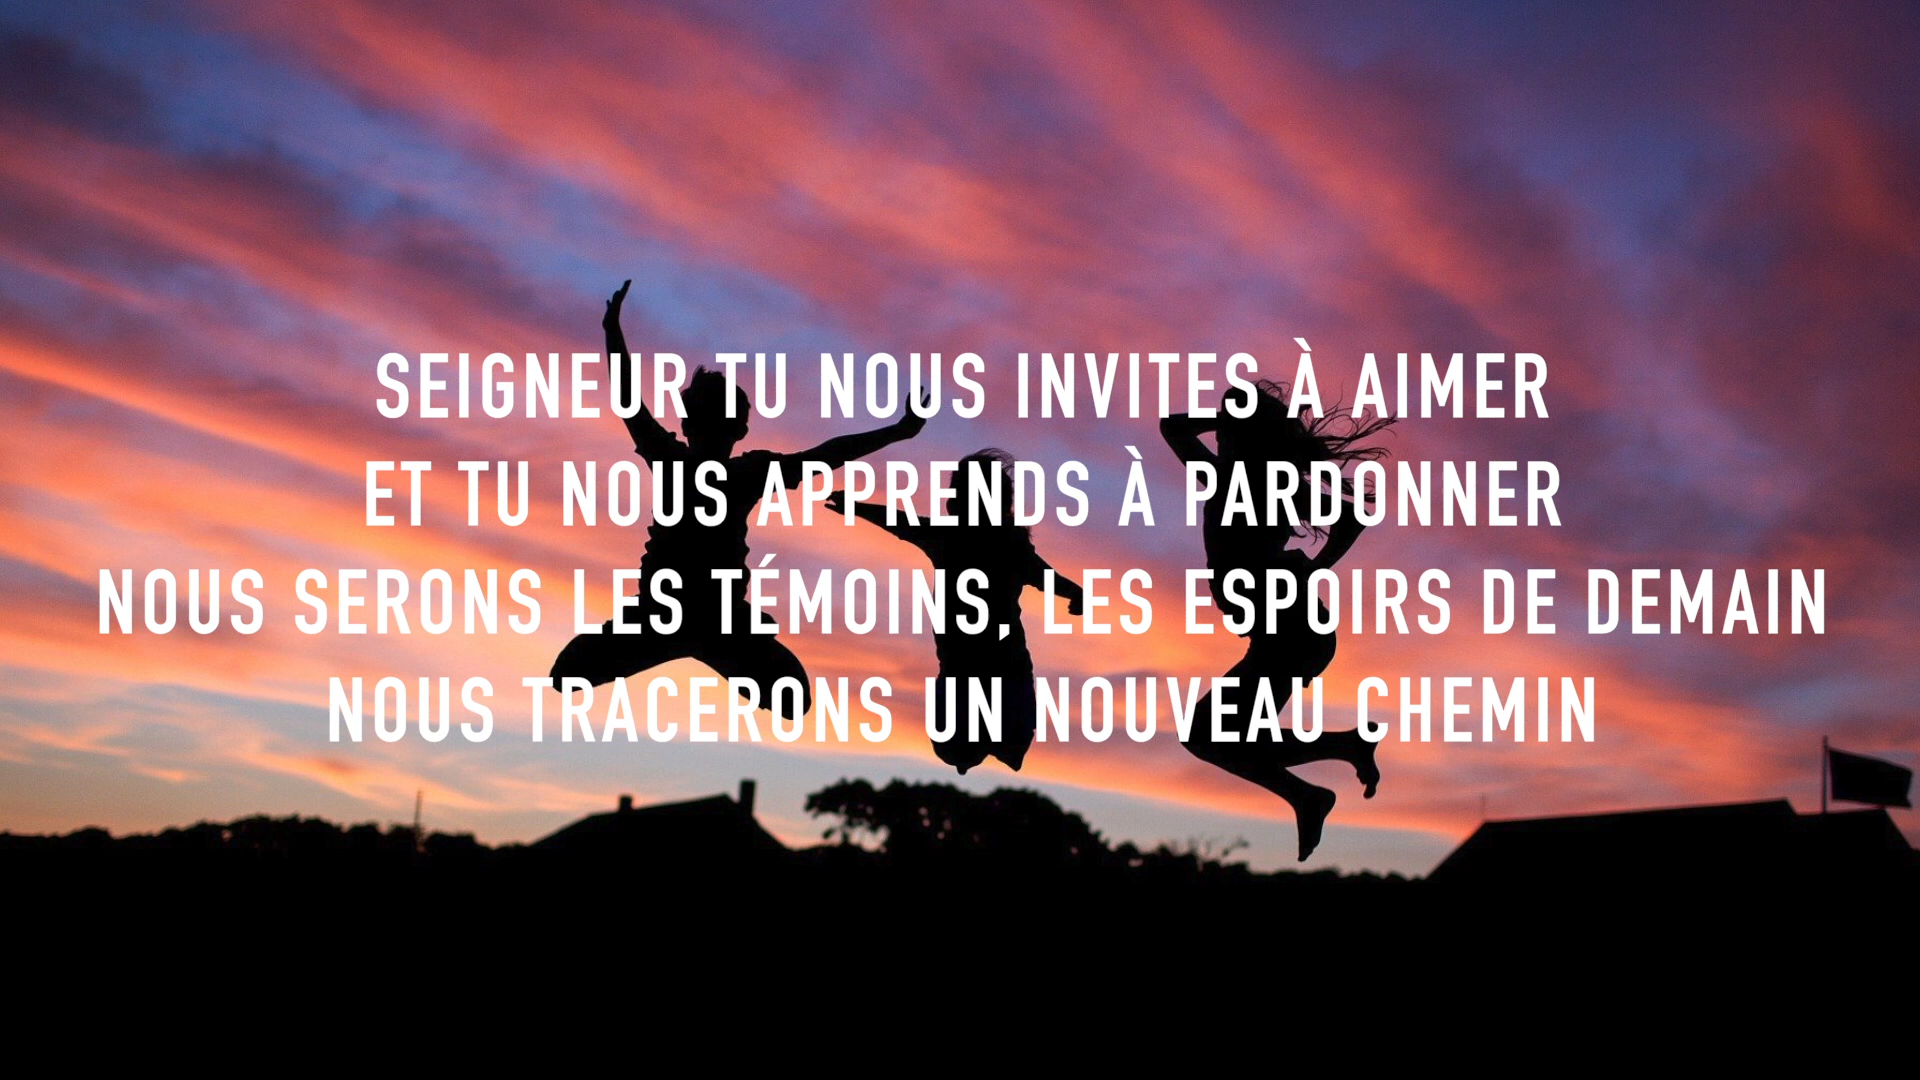 SEIGNEUR TU NOUS INVITES À AIMER
ET TU NOUS APPRENDS À PARDONNER
NOUS SERONS LES TÉMOINS, LES ESPOIRS DE DEMAIN
NOUS TRACERONS UN NOUVEAU CHEMIN